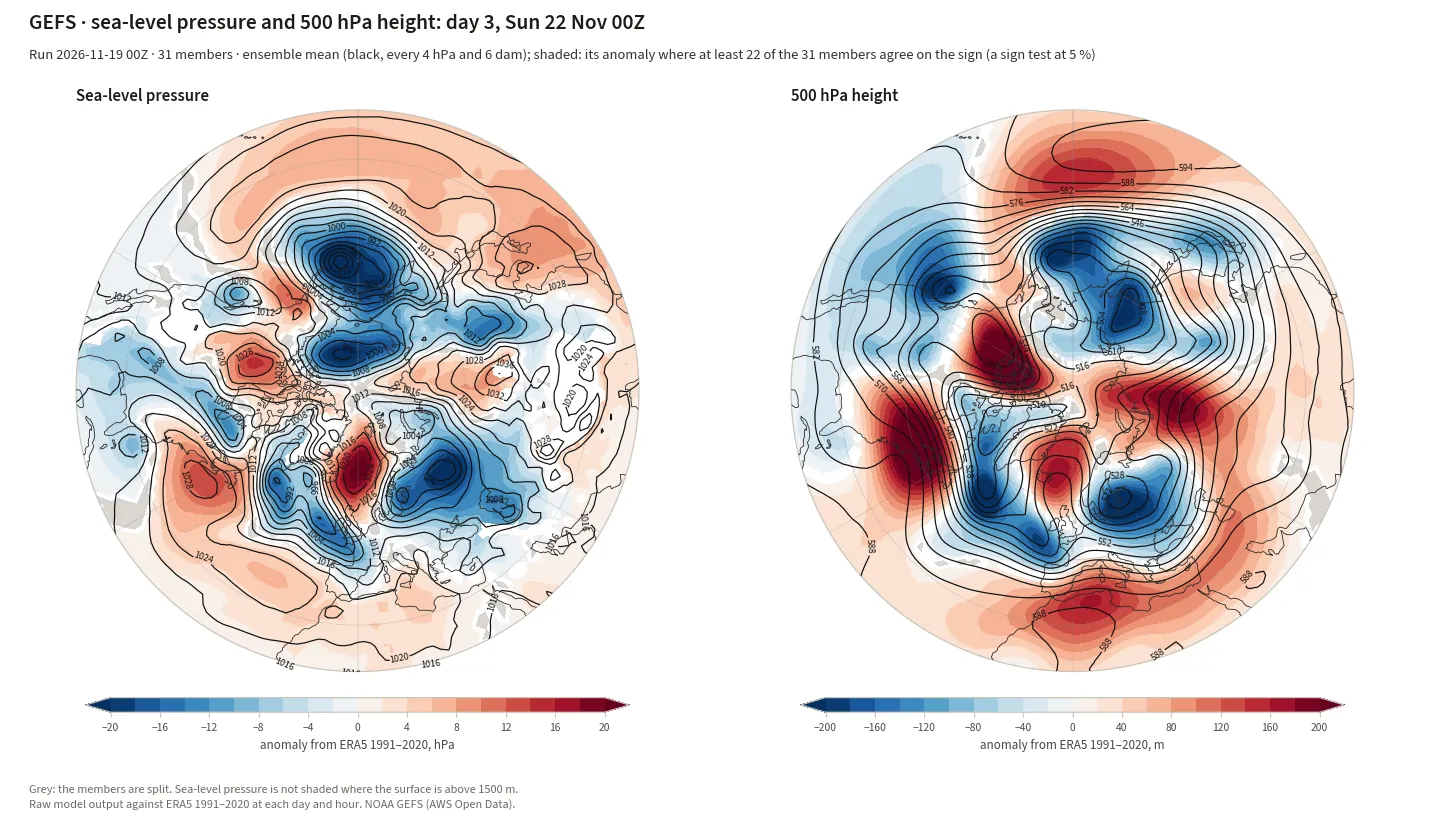 GEFS · sea-level pressure and 500 hPa height: day 3, Sun 22 Nov 00Z
Run 2026-11-19 00Z · 31 members · ensemble mean (black, every 4 hPa and 6 dam); shaded: its anomaly where at least 22 of the 31 members agree on the sign (a sign test at 5 %)
Sea-level pressure
500 hPa height
−20 −16 −12 −8 −4 0 4 8 12 16 20
anomaly from ERA5 1991–2020, hPa
−200 −160 −120 −80 −40 0 40 80 120 160 200
anomaly from ERA5 1991–2020, m
Grey: the members are split. Sea-level pressure is not shaded where the surface is above 1500 m.
Raw model output against ERA5 1991–2020 at each day and hour. NOAA GEFS (AWS Open Data).